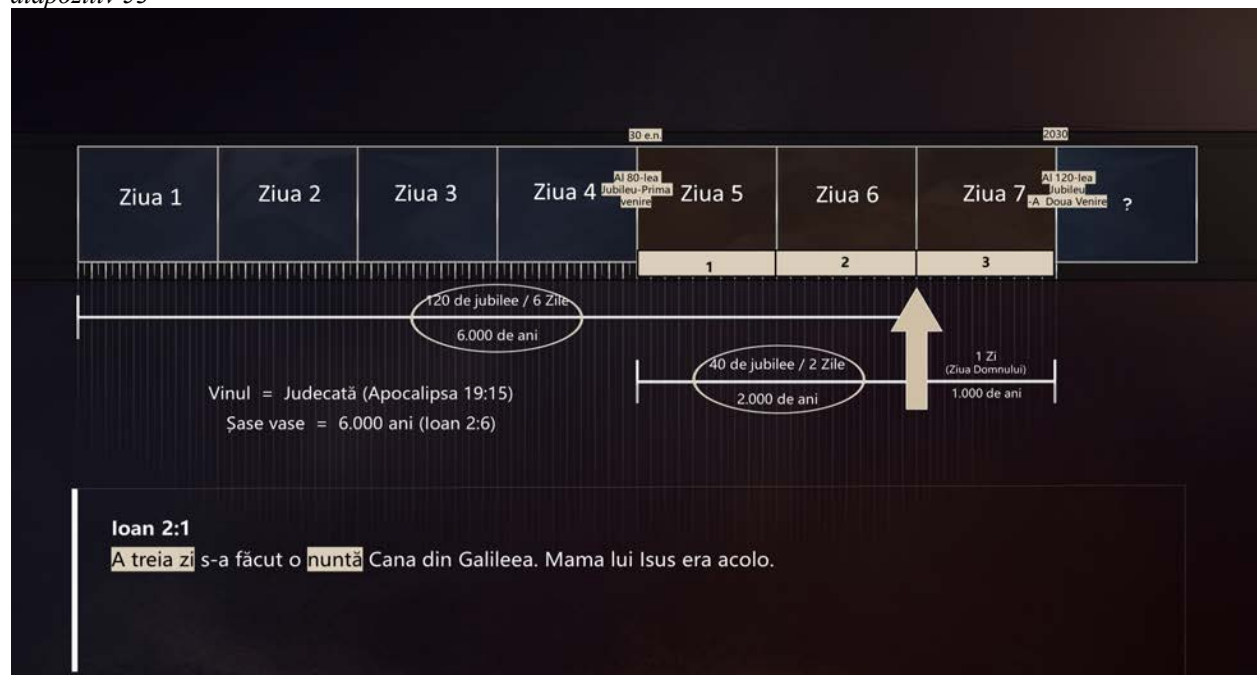 diapozitiv 33
30 e.n.
2030
Ziua 1
Ziua 2
Ziua 3
Ziua 4
Al 80-lea
Jubileu-Prima
venire
Ziua 5
Ziua 6
Ziua 7
Al 120-lea
Jubileu
-A Doua Venire
?
1
2
3
120 de jubilee / 6 Zile
6.000 de ani
40 de jubilee / 2 Zile
2.000 de ani
1 Zi
(Ziua Domnului)
1.000 de ani
Vinul = Judecată (Apocalipsa 19:15)
Șase vase = 6.000 ani (Ioan 2:6)
Ioan 2:1
A treia zi s-a făcut o nuntă Cana din Galileea. Mama lui Isus era acolo.